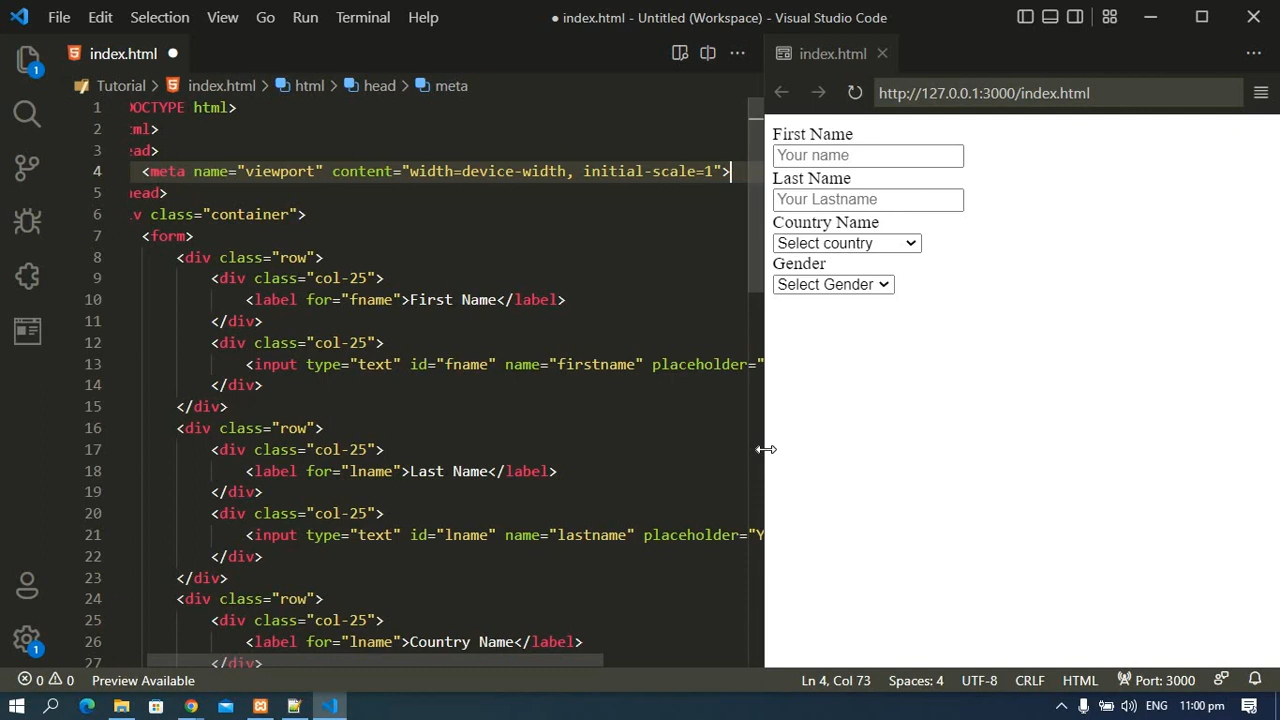 File Edit Selection View Go Run Terminal Help
● index.html - Untitled (Workspace) - Visual Studio Code
index.html ●
index.html
Tutorial > index.html > html > head > meta
http://127.0.0.1:3000/index.html
1 OCTYPE html>
2 ml>
3 ead>
4 <meta name="viewport" content="width=device-width, initial-scale=1">
5 head>
6 v class="container">
7 <form>
8 <div class="row">
9 <div class="col-25">
10 <label for="fname">First Name</label>
11 </div>
12 <div class="col-25">
13 <input type="text" id="fname" name="firstname" placeholder="
14 </div>
15 </div>
16 <div class="row">
17 <div class="col-25">
18 <label for="lname">Last Name</label>
19 </div>
20 <div class="col-25">
21 <input type="text" id="lname" name="lastname" placeholder="Y
22 </div>
23 </div>
24 <div class="row">
25 <div class="col-25">
26 <label for="lname">Country Name</label>
27 </div>
First Name
Your name
Last Name
Your Lastname
Country Name
Select country
Gender
Select Gender
1
1
0 0 Preview Available
Ln 4, Col 73 Spaces: 4 UTF-8 CRLF HTML Port: 3000
ENG 11:00 pm